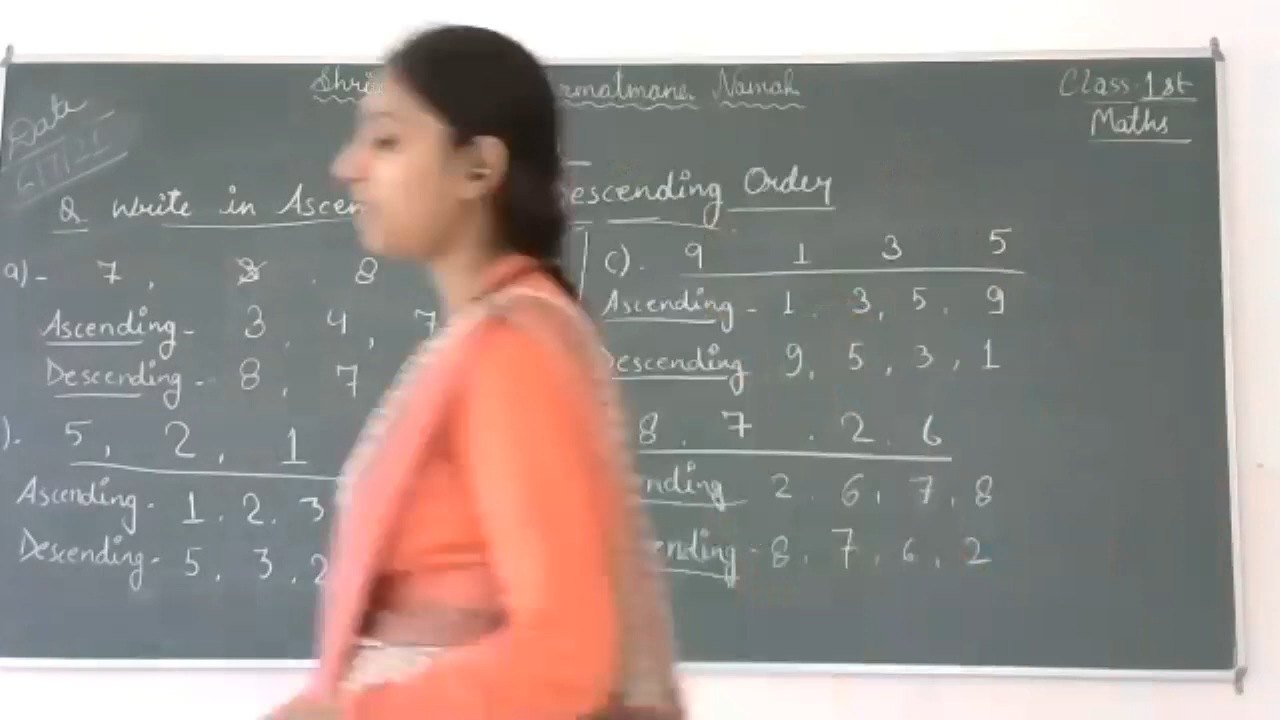 Shri rmatmane Namah
Class 1st
Maths
Date
6/7/21
Q write in Ascen escending Order
a)- 7, 3 . 8
Ascending- 3, 4, 7
Descending- 8, 7
). 5, 2, 1
Ascending- 1. 2. 3
Descending- 5, 3, 2
c). 9 1 3 5
Ascending- 1. 3, 5. 9
Descending 9, 5, 3, 1
8. 7 . 2. 6
nding 2. 6, 7, 8
ending- 8, 7, 6, 2